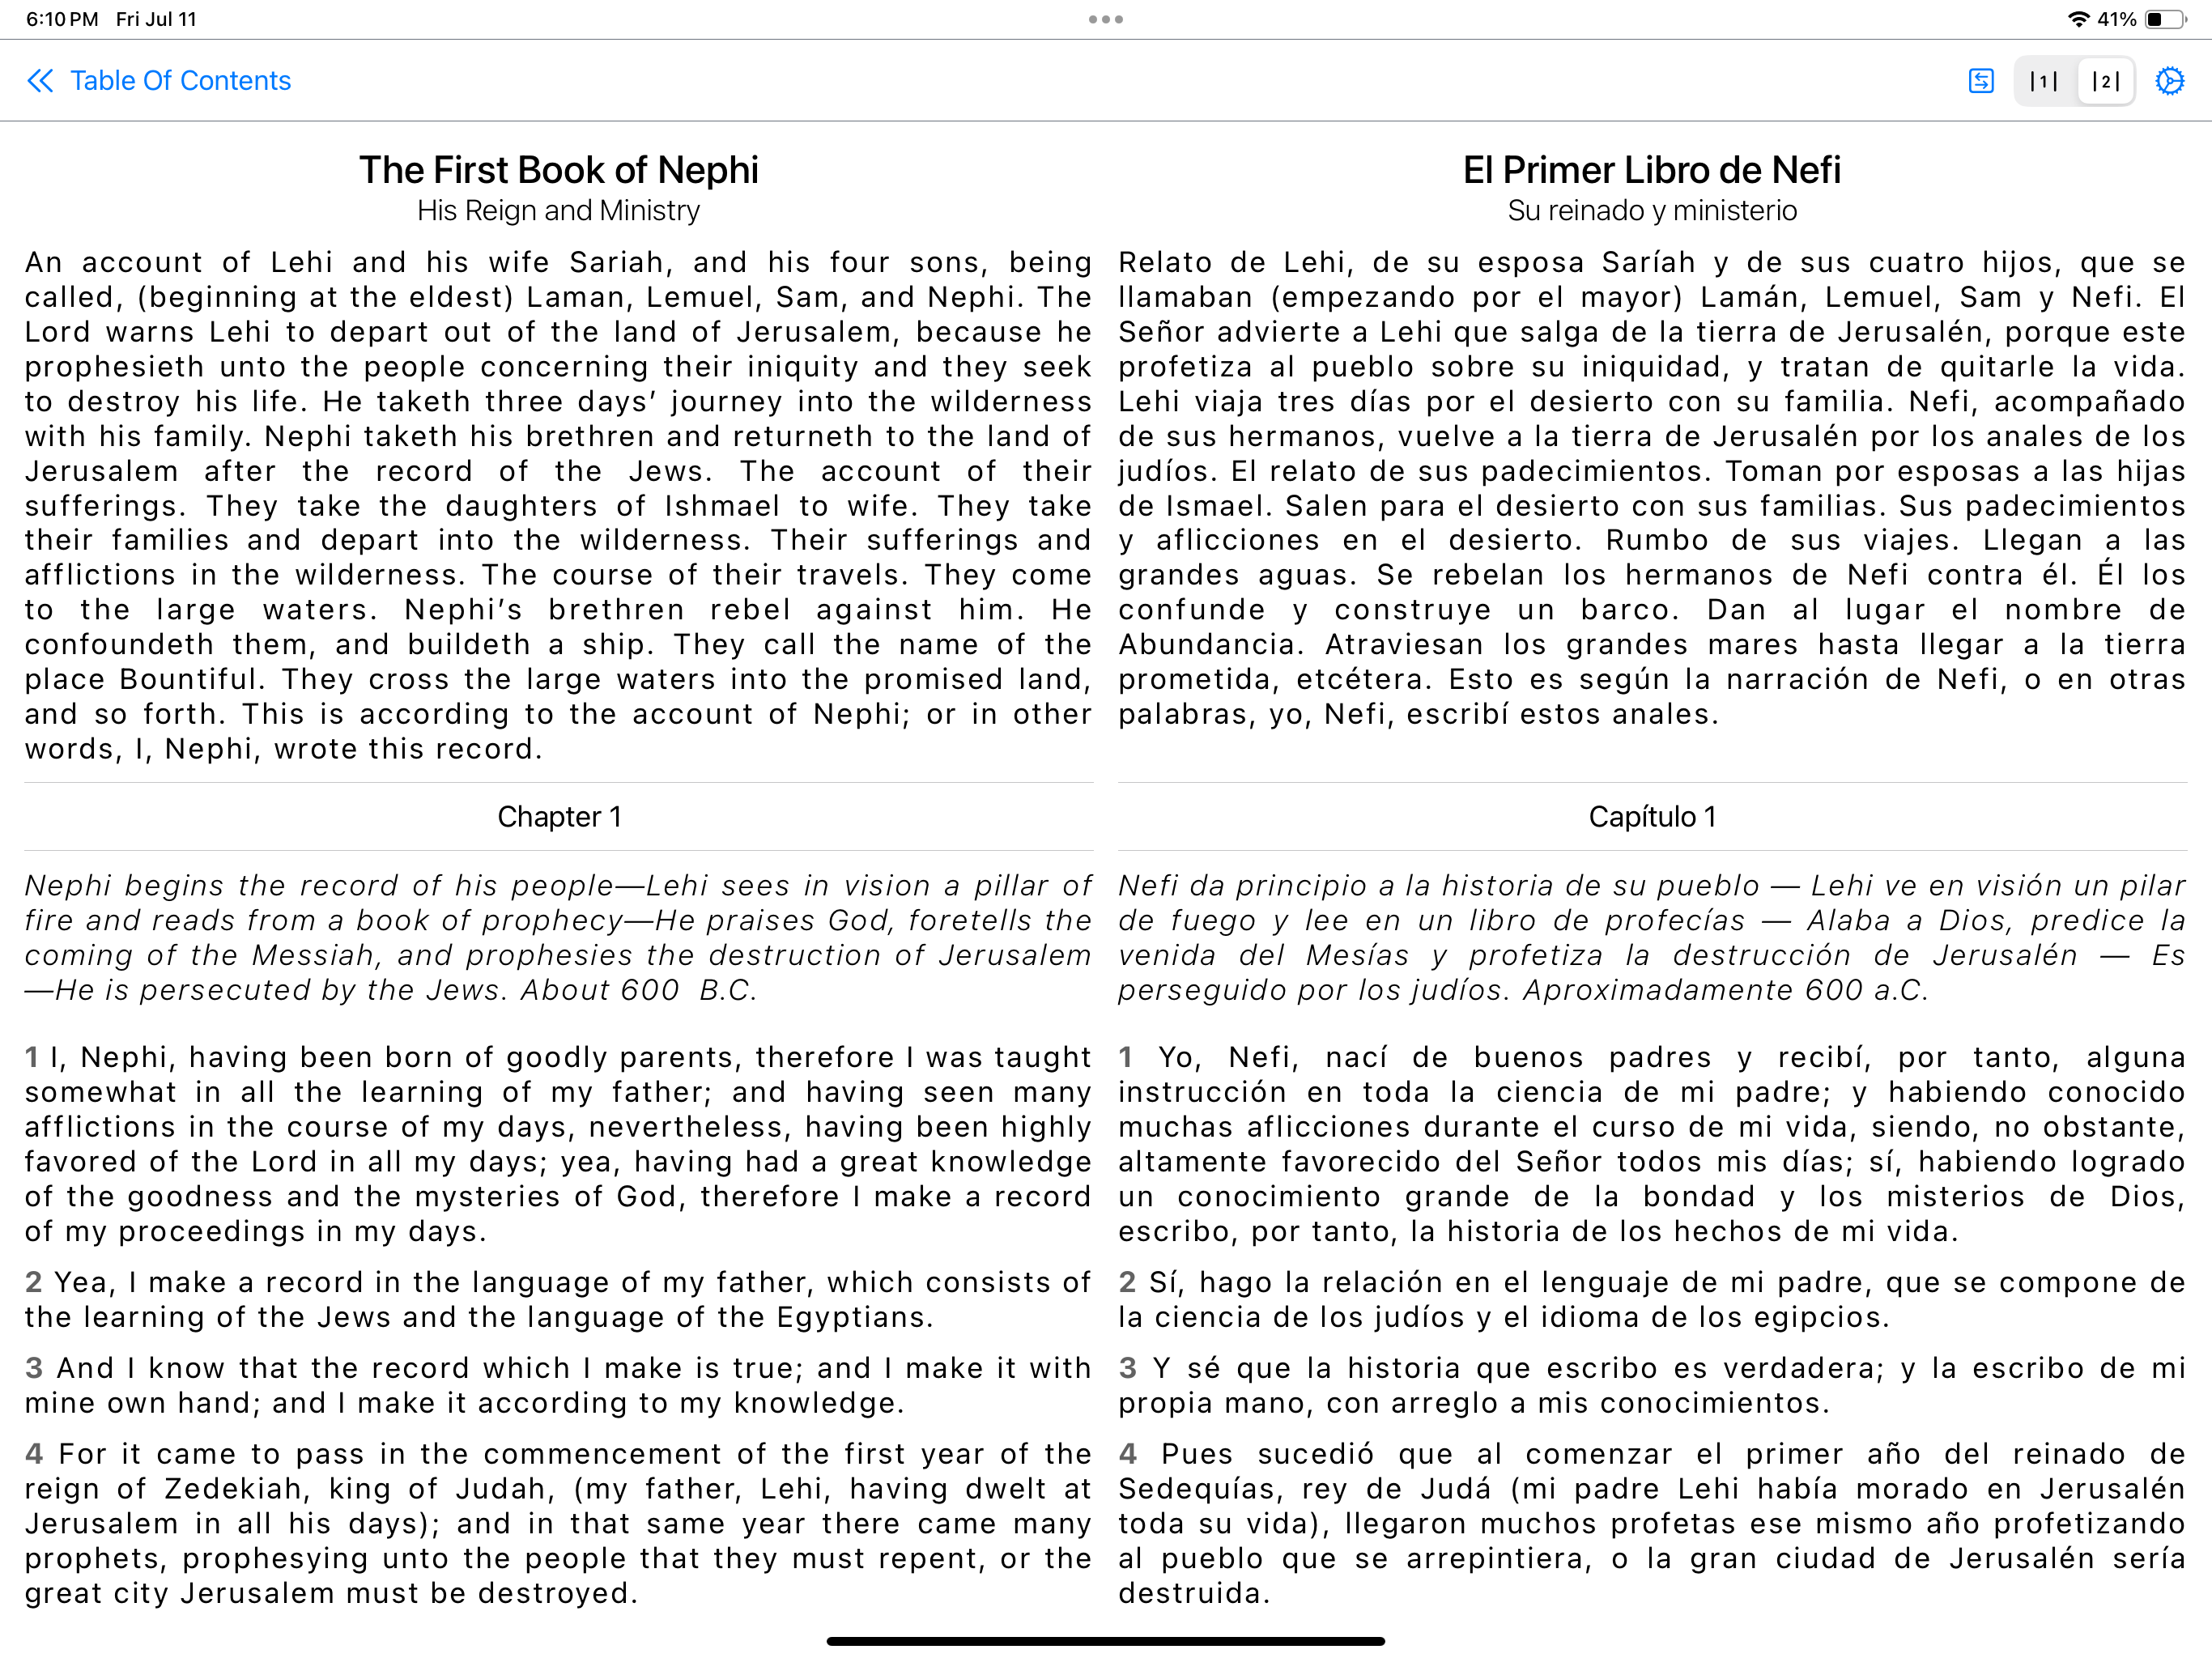 6:10 PM Fri Jul 11
41%
Table Of Contents
|1| |2|
The First Book of Nephi
His Reign and Ministry
An account of Lehi and his wife Sariah, and his four sons, being
called, (beginning at the eldest) Laman, Lemuel, Sam, and Nephi. The
Lord warns Lehi to depart out of the land of Jerusalem, because he
prophesieth unto the people concerning their iniquity and they seek
to destroy his life. He taketh three days’ journey into the wilderness
with his family. Nephi taketh his brethren and returneth to the land of
Jerusalem after the record of the Jews. The account of their
sufferings. They take the daughters of Ishmael to wife. They take
their families and depart into the wilderness. Their sufferings and
afflictions in the wilderness. The course of their travels. They come
to the large waters. Nephi’s brethren rebel against him. He
confoundeth them, and buildeth a ship. They call the name of the
place Bountiful. They cross the large waters into the promised land,
and so forth. This is according to the account of Nephi; or in other
words, I, Nephi, wrote this record.
Chapter 1
Nephi begins the record of his people—Lehi sees in vision a pillar of
fire and reads from a book of prophecy—He praises God, foretells the
coming of the Messiah, and prophesies the destruction of Jerusalem
—He is persecuted by the Jews. About 600 B.C.
1 I, Nephi, having been born of goodly parents, therefore I was taught
somewhat in all the learning of my father; and having seen many
afflictions in the course of my days, nevertheless, having been highly
favored of the Lord in all my days; yea, having had a great knowledge
of the goodness and the mysteries of God, therefore I make a record
of my proceedings in my days.
2 Yea, I make a record in the language of my father, which consists of
the learning of the Jews and the language of the Egyptians.
3 And I know that the record which I make is true; and I make it with
mine own hand; and I make it according to my knowledge.
4 For it came to pass in the commencement of the first year of the
reign of Zedekiah, king of Judah, (my father, Lehi, having dwelt at
Jerusalem in all his days); and in that same year there came many
prophets, prophesying unto the people that they must repent, or the
great city Jerusalem must be destroyed.
El Primer Libro de Nefi
Su reinado y ministerio
Relato de Lehi, de su esposa Saríah y de sus cuatro hijos, que se
llamaban (empezando por el mayor) Lamán, Lemuel, Sam y Nefi. El
Señor advierte a Lehi que salga de la tierra de Jerusalén, porque este
profetiza al pueblo sobre su iniquidad, y tratan de quitarle la vida.
Lehi viaja tres días por el desierto con su familia. Nefi, acompañado
de sus hermanos, vuelve a la tierra de Jerusalén por los anales de los
judíos. El relato de sus padecimientos. Toman por esposas a las hijas
de Ismael. Salen para el desierto con sus familias. Sus padecimientos
y aflicciones en el desierto. Rumbo de sus viajes. Llegan a las
grandes aguas. Se rebelan los hermanos de Nefi contra él. Él los
confunde y construye un barco. Dan al lugar el nombre de
Abundancia. Atraviesan los grandes mares hasta llegar a la tierra
prometida, etcétera. Esto es según la narración de Nefi, o en otras
palabras, yo, Nefi, escribí estos anales.
Capítulo 1
Nefi da principio a la historia de su pueblo — Lehi ve en visión un pilar
de fuego y lee en un libro de profecías — Alaba a Dios, predice la
venida del Mesías y profetiza la destrucción de Jerusalén — Es
perseguido por los judíos. Aproximadamente 600 a.C.
1 Yo, Nefi, nací de buenos padres y recibí, por tanto, alguna
instrucción en toda la ciencia de mi padre; y habiendo conocido
muchas aflicciones durante el curso de mi vida, siendo, no obstante,
altamente favorecido del Señor todos mis días; sí, habiendo logrado
un conocimiento grande de la bondad y los misterios de Dios,
escribo, por tanto, la historia de los hechos de mi vida.
2 Sí, hago la relación en el lenguaje de mi padre, que se compone de
la ciencia de los judíos y el idioma de los egipcios.
3 Y sé que la historia que escribo es verdadera; y la escribo de mi
propia mano, con arreglo a mis conocimientos.
4 Pues sucedió que al comenzar el primer año del reinado de
Sedequías, rey de Judá (mi padre Lehi había morado en Jerusalén
toda su vida), llegaron muchos profetas ese mismo año profetizando
al pueblo que se arrepintiera, o la gran ciudad de Jerusalén sería
destruida.